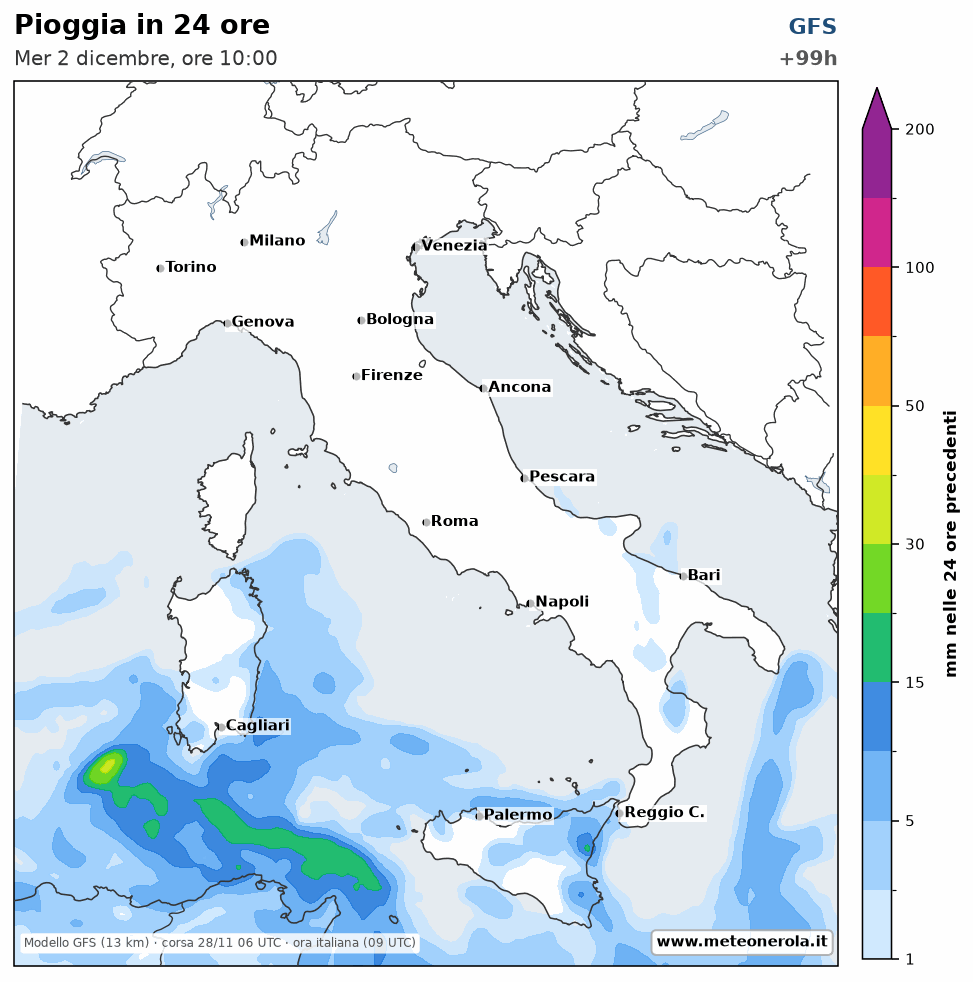 Pioggia in 24 ore
GFS
Mer 2 dicembre, ore 10:00
+99h
200
Milano
Venezia
Torino
100
Genova
Bologna
Firenze
Ancona
50
Pescara
Roma
30
Bari
Napoli
mm nelle 24 ore precedenti
15
Cagliari
Palermo
Reggio C.
5
Modello GFS (13 km) · corsa 28/11 06 UTC · ora italiana (09 UTC)
www.meteonerola.it
1